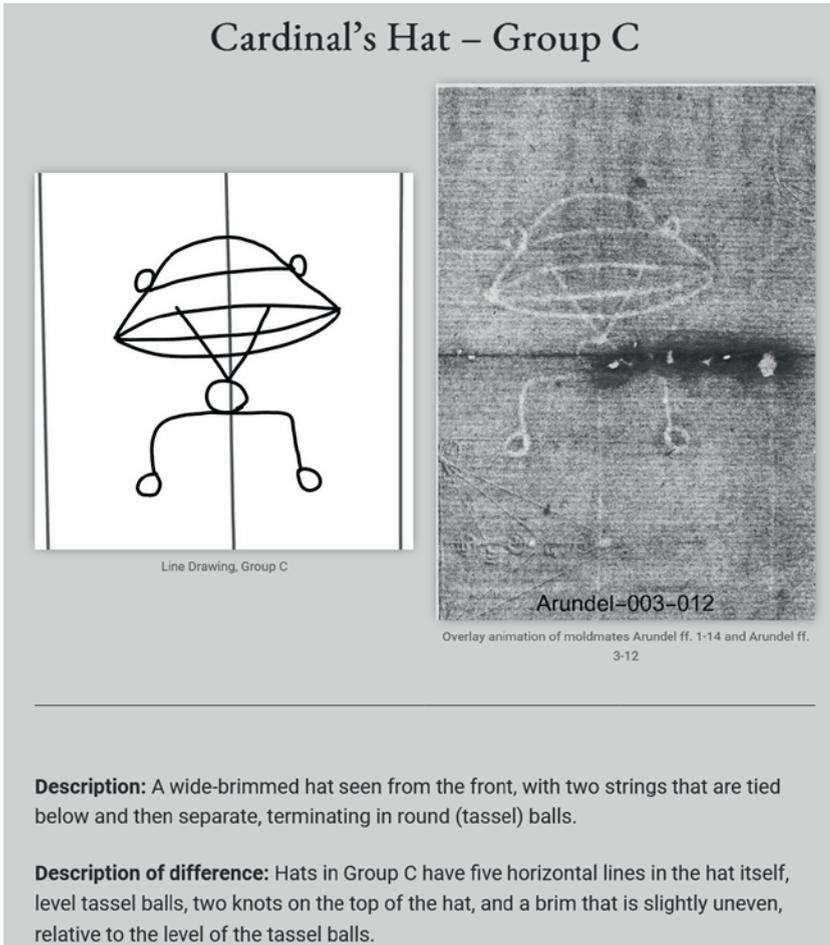 Cardinal’s Hat – Group C
Line Drawing, Group C
Arundel–003–012
Overlay animation of moldmates Arundel ff. 1-14 and Arundel ff.
3-12
Description: A wide-brimmed hat seen from the front, with two strings that are tied
below and then separate, terminating in round (tassel) balls.
Description of difference: Hats in Group C have five horizontal lines in the hat itself,
level tassel balls, two knots on the top of the hat, and a brim that is slightly uneven,
relative to the level of the tassel balls.